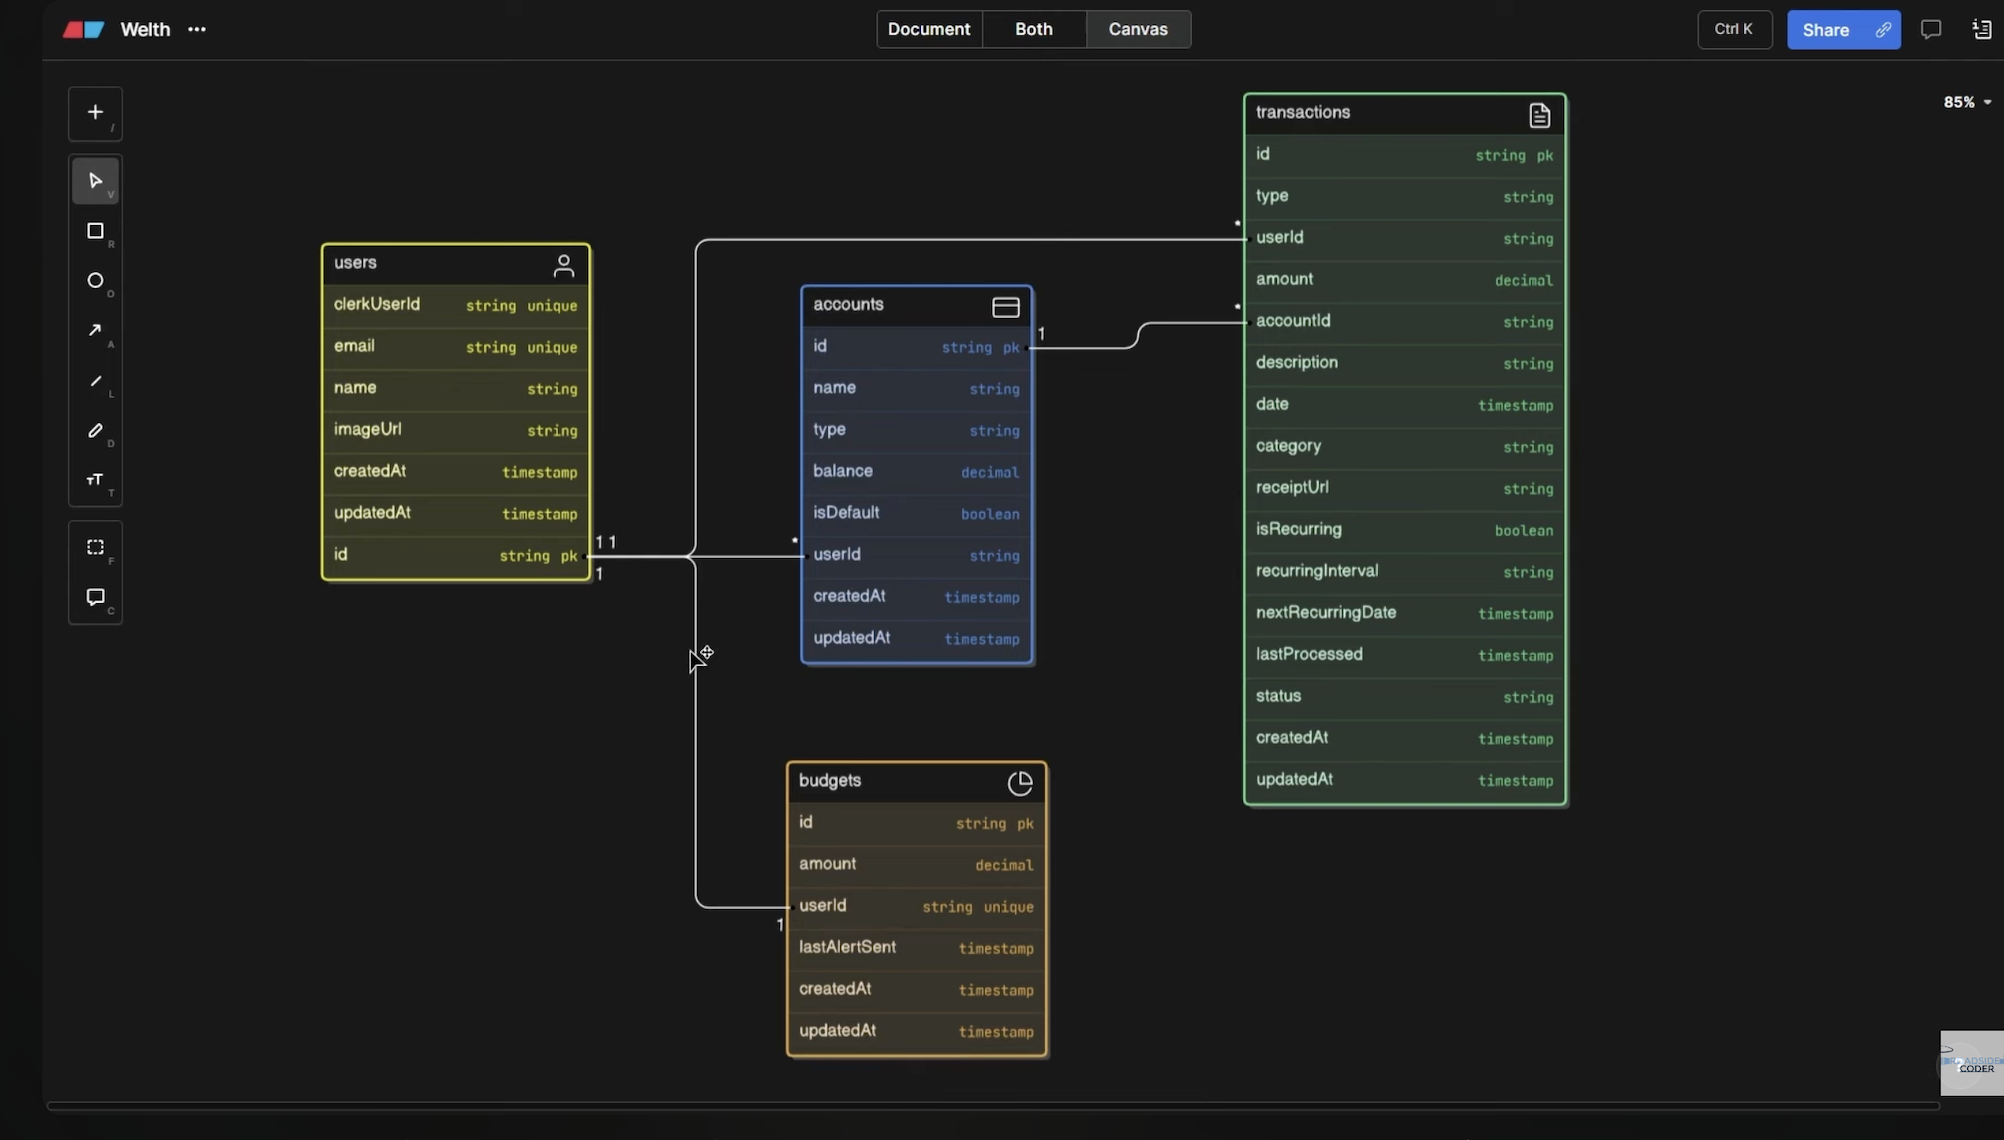 Welth ···
Document Both Canvas
Ctrl K
Share
85%
/
V
R
O
A
L
D
TT T
F
C
users
clerkUserId string unique
email string unique
name string
imageUrl string
createdAt timestamp
updatedAt timestamp
id string pk
1 1
1
accounts
id string pk
1
name string
type string
balance decimal
isDefault boolean
*
userId string
createdAt timestamp
updatedAt timestamp
budgets
id string pk
amount decimal
userId string unique
1
lastAlertSent timestamp
createdAt timestamp
updatedAt timestamp
transactions
id string pk
type string
*
userId string
amount decimal
*
accountId string
description string
date timestamp
category string
receiptUrl string
isRecurring boolean
recurringInterval string
nextRecurringDate timestamp
lastProcessed timestamp
status string
createdAt timestamp
updatedAt timestamp
CODER